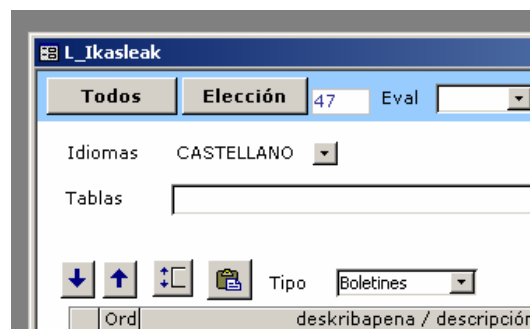 L_Ikasleak
Todos Elección 47 Eval
Idiomas CASTELLANO
Tablas
Tipo Boletines
Ord deskribapena / descripción